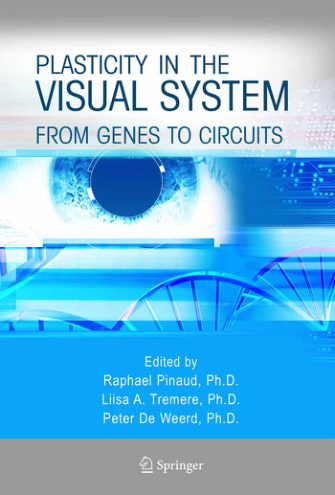 PLASTICITY IN THE
VISUAL SYSTEM
FROM GENES TO CIRCUITS
Edited by
Raphael Pinaud, Ph.D.
Liisa A. Tremere, Ph.D.
Peter De Weerd, Ph.D.
Springer